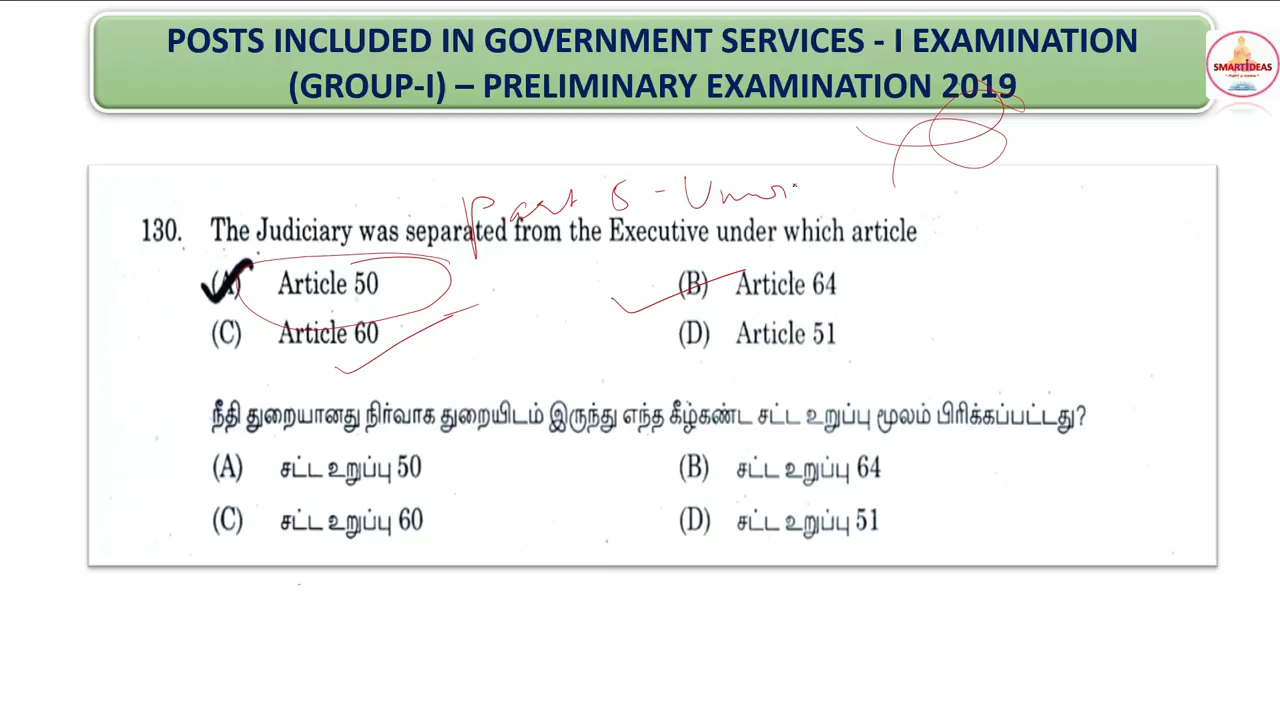 POSTS INCLUDED IN GOVERNMENT SERVICES - I EXAMINATION
(GROUP-I) – PRELIMINARY EXAMINATION 2019
SMARTIDEAS
Part
130. The Judiciary was separated from the Executive under which article
(A) Article 50 (B) Article 64
(C) Article 60 (D) Article 51
நீதி துறையானது நிர்வாக துறையிடம் இருந்து எந்த கீழ்கண்ட சட்ட உறுப்பு மூலம் பிரிக்கப்பட்டது?
(A) சட்ட உறுப்பு 50 (B) சட்ட உறுப்பு 64
(C) சட்ட உறுப்பு 60 (D) சட்ட உறுப்பு 51